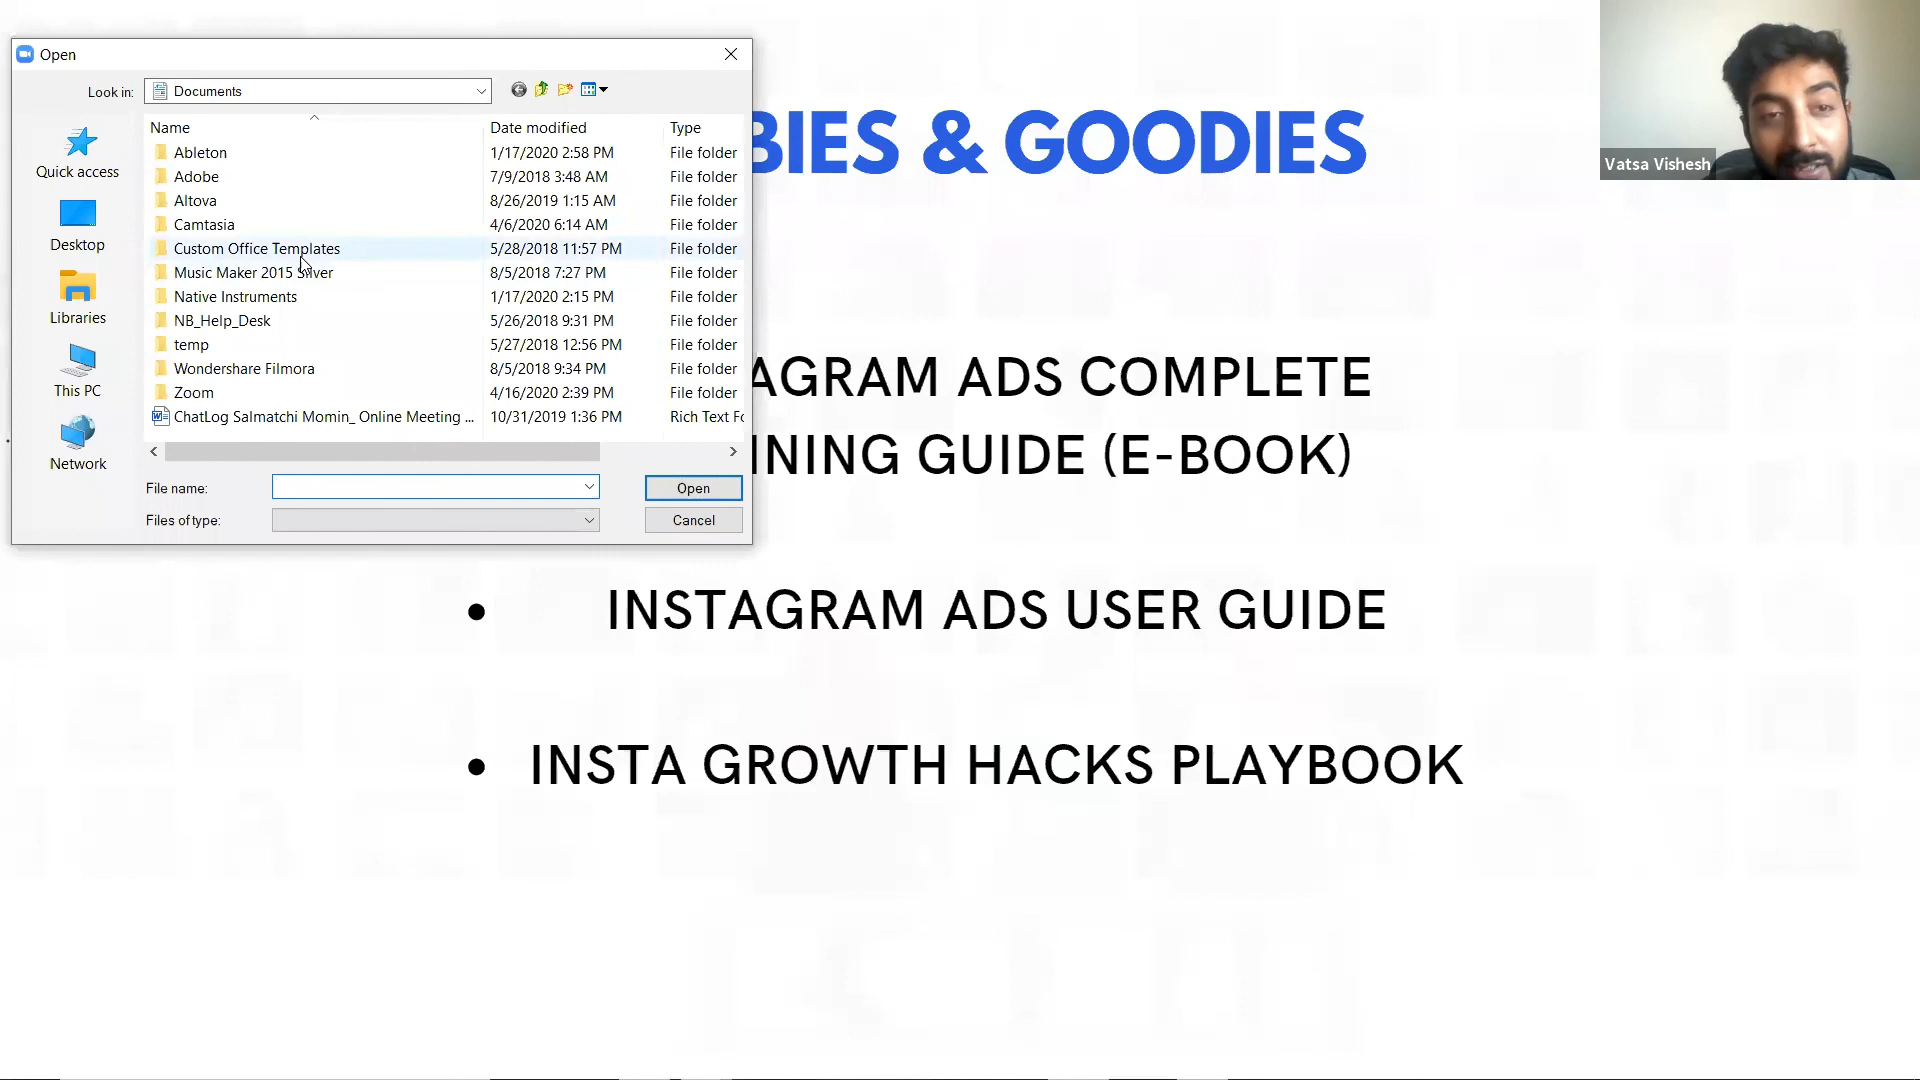 Open
Look in: Documents
Name Date modified Type
Ableton 1/17/2020 2:58 PM File folder
Adobe 7/9/2018 3:48 AM File folder
Altova 8/26/2019 1:15 AM File folder
Camtasia 4/6/2020 6:14 AM File folder
Custom Office Templates 5/28/2018 11:57 PM File folder
Music Maker 2015 Silver 8/5/2018 7:27 PM File folder
Native Instruments 1/17/2020 2:15 PM File folder
NB_Help_Desk 5/26/2018 9:31 PM File folder
temp 5/27/2018 12:56 PM File folder
Wondershare Filmora 8/5/2018 9:34 PM File folder
Zoom 4/16/2020 2:39 PM File folder
ChatLog Salmatchi Momin_ Online Meeting ... 10/31/2019 1:36 PM Rich Text Fo
Quick access
Desktop
Libraries
This PC
Network
File name:
Open
Files of type:
Cancel
BIES & GOODIES
AGRAM ADS COMPLETE
INING GUIDE (E-BOOK)
• INSTAGRAM ADS USER GUIDE
• INSTA GROWTH HACKS PLAYBOOK
Vatsa Vishesh